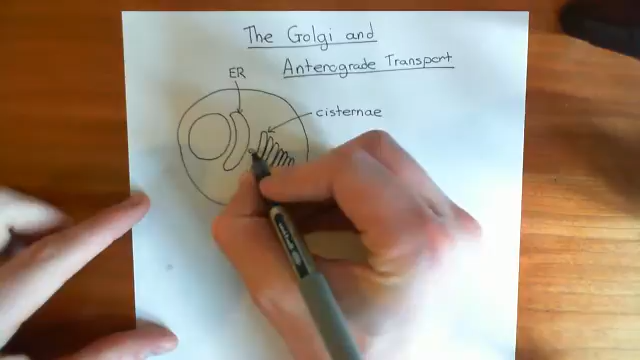 The Golgi and
Anterograde Transport
ER
cisternae